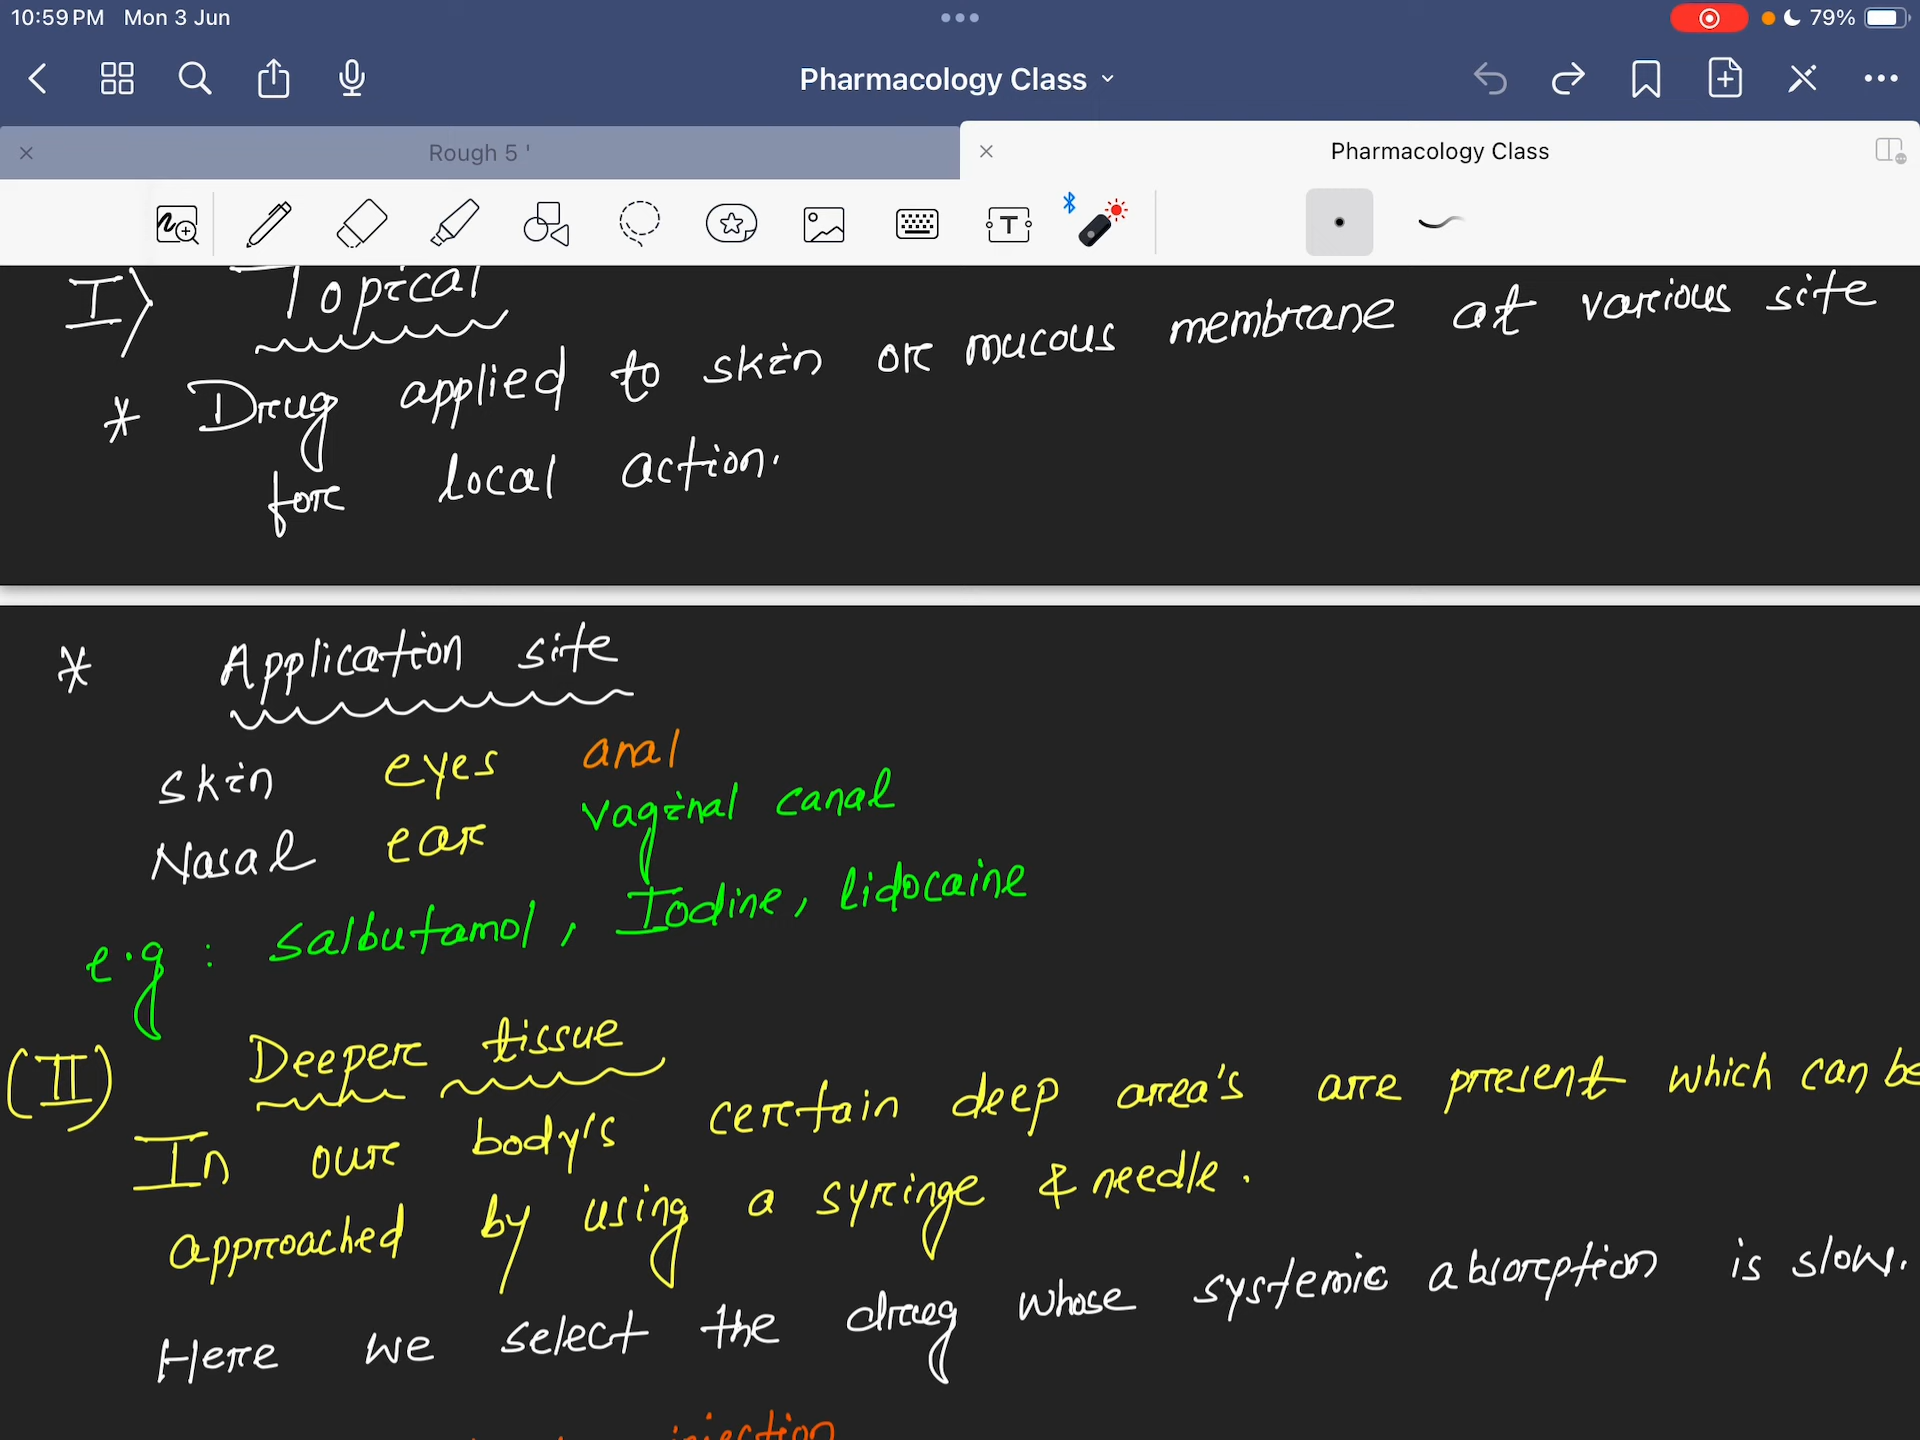 10:59 PM Mon 3 Jun
79%
Pharmacology Class
Rough 5 '
Pharmacology Class
T
I) Topical
* Drug applied to skin or mucous membrane at various site
for local action.
* Application site
skin eyes anal
Nasal ear vaginal canal
e.g : Salbutamol, Iodine, lidocaine
(II) Deeper tissue
In our body's certain deep area's are present which can be
approached by using a syringe & needle.
Here we select the drug whose systemic absorption is slow.
injection